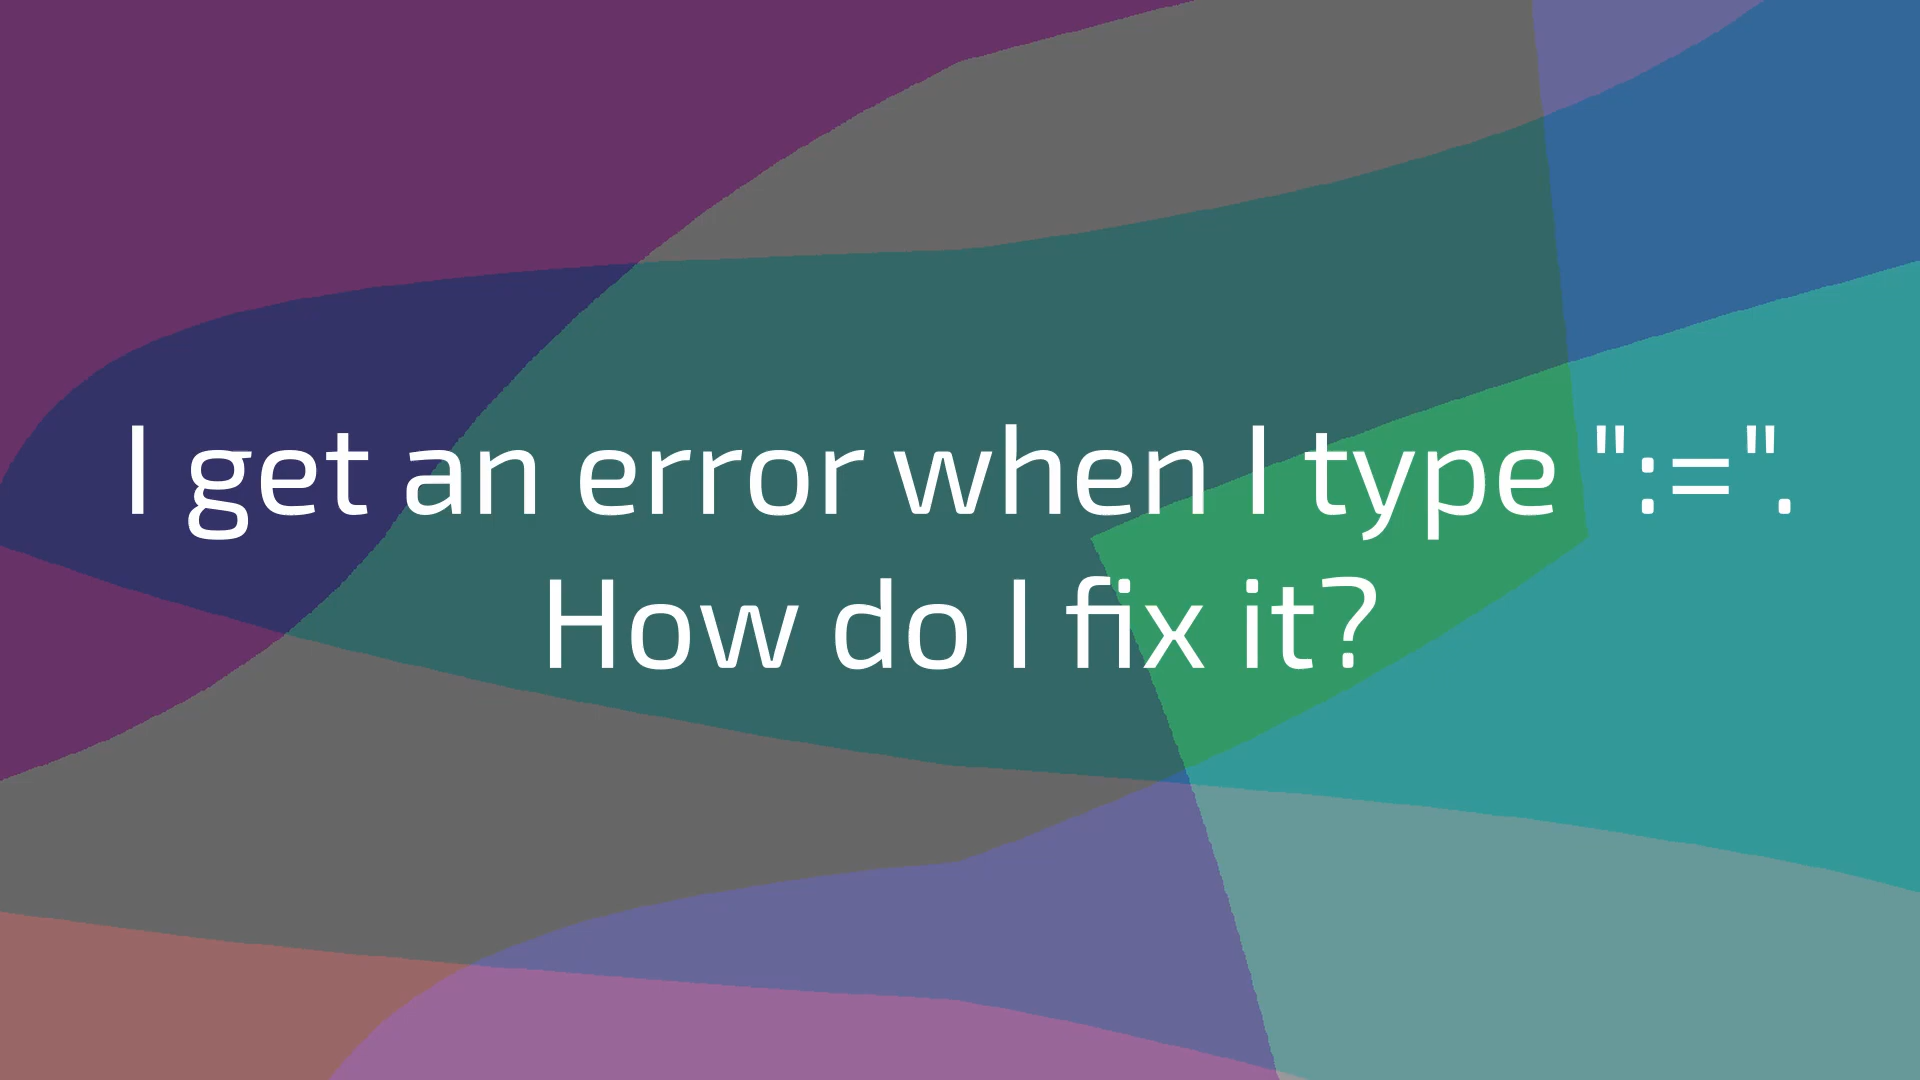 I get an error when I type ":=".
How do I fix it?